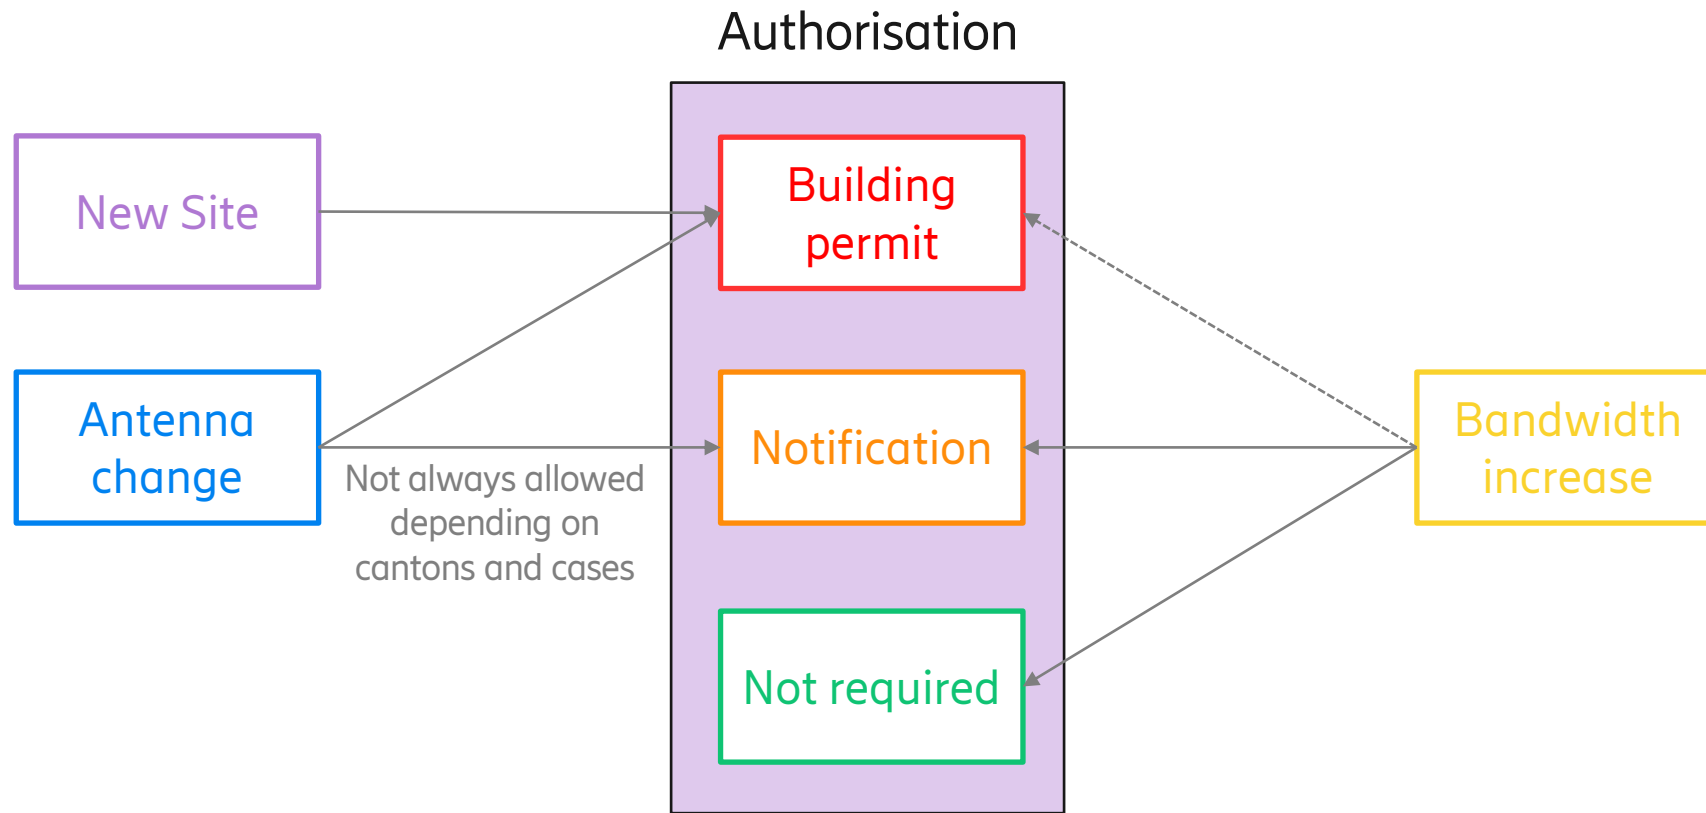 Authorisation
New Site
Building
permit
Antenna
change
Not always allowed
depending on
cantons and cases
Notification
Bandwidth
increase
Not required